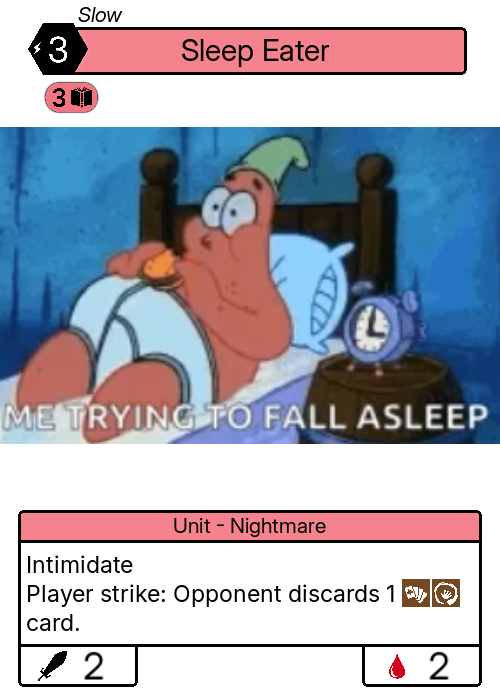 Slow
3
Sleep Eater
3
ME TRYING TO FALL ASLEEP
Unit - Nightmare
Intimidate
Player strike: Opponent discards 1
card.
2
2